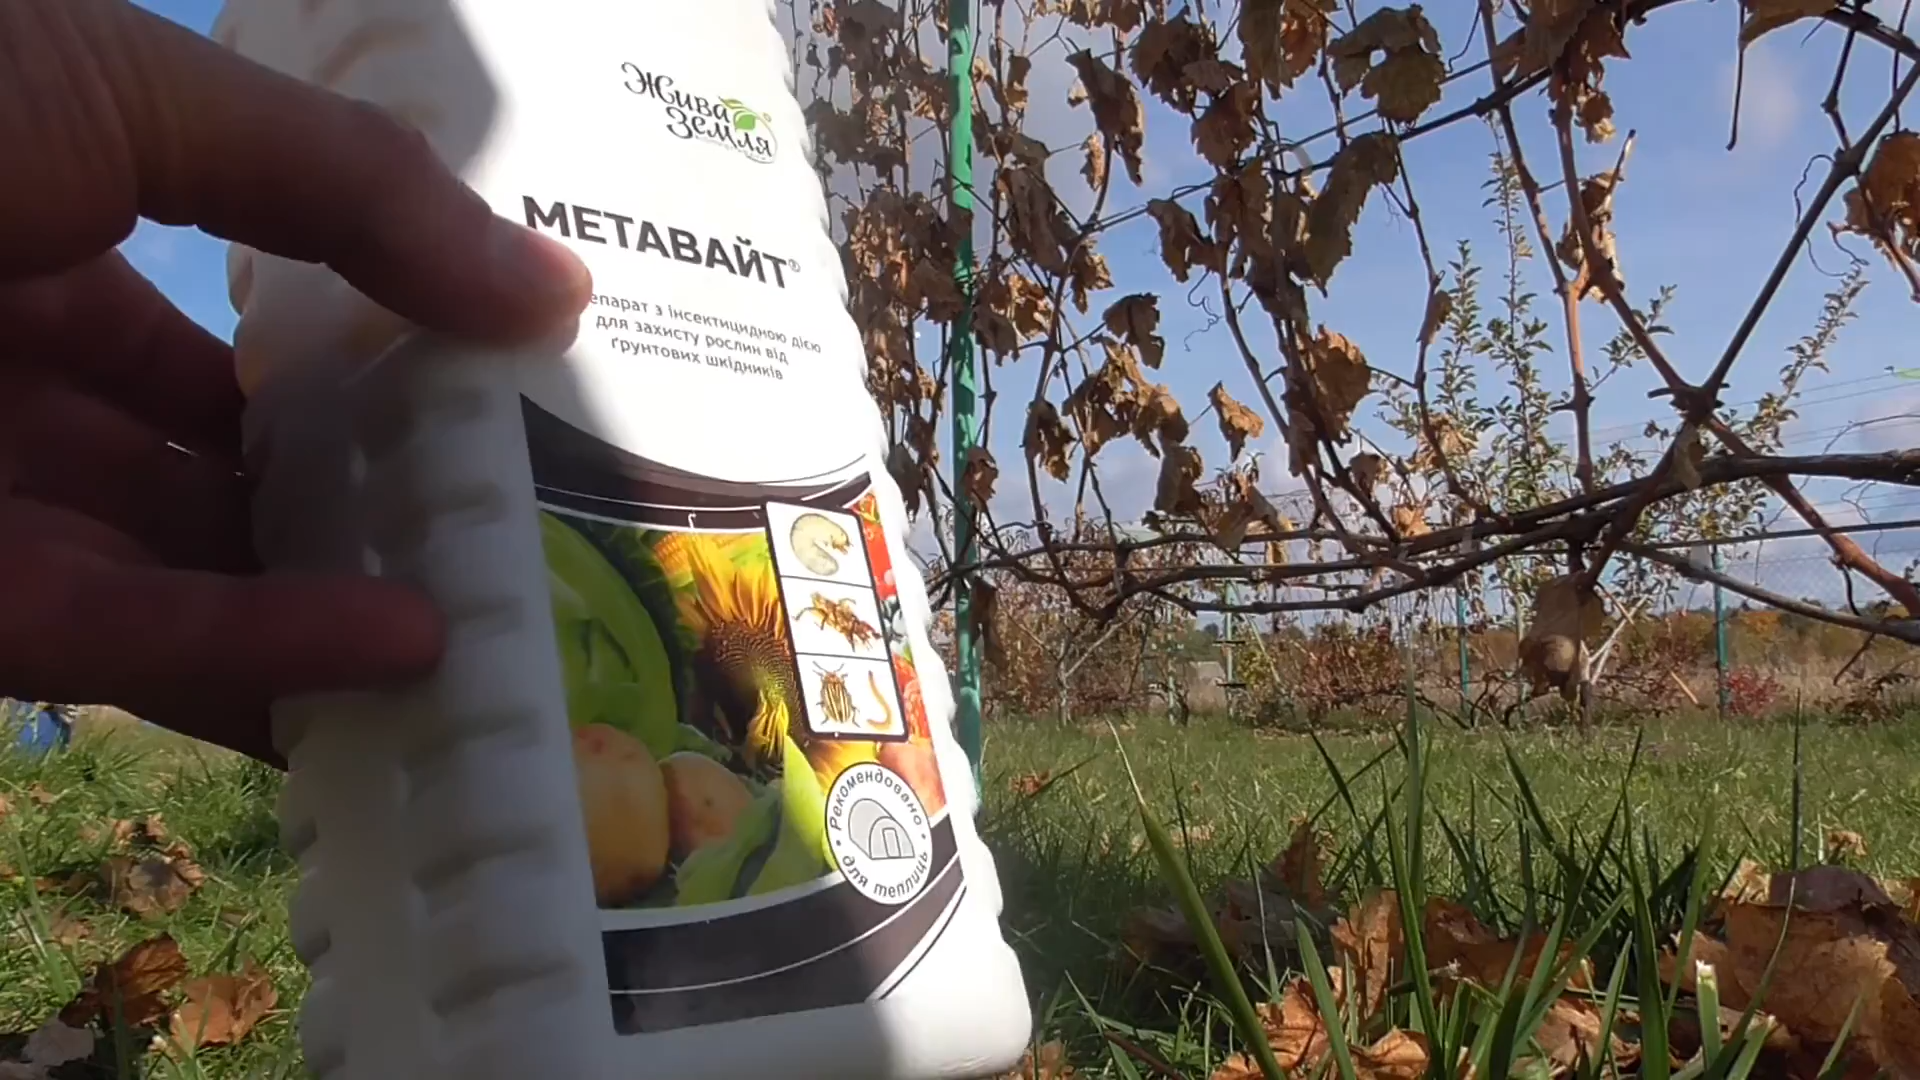 Жива
Земля
МЕТАВАЙТ®
епарат з інсектицидною дією
для захисту рослин від
ґрунтових шкідників
• Рекомендовано •
для теплиць